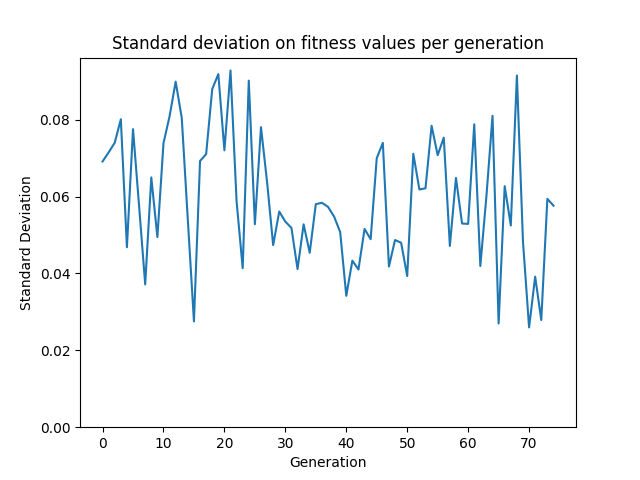 Standard deviation on fitness values per generation
Standard Deviation
0.08
0.06
0.04
0.02
0.00
0 10 20 30 40 50 60 70
Generation